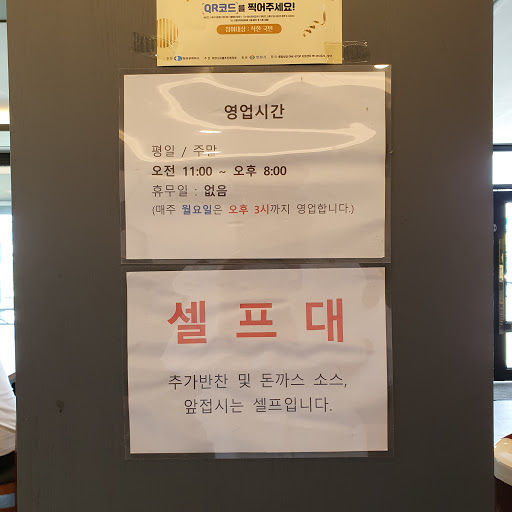 QR코드를 찍어주세요!
영업시간
평일 / 주말
오전 11:00 ~ 오후 8:00
휴무일 : 없음
(매주 월요일은 오후 3시까지 영업합니다.)
셀프대
추가반찬 및 돈까스 소스,
앞접시는 셀프입니다.